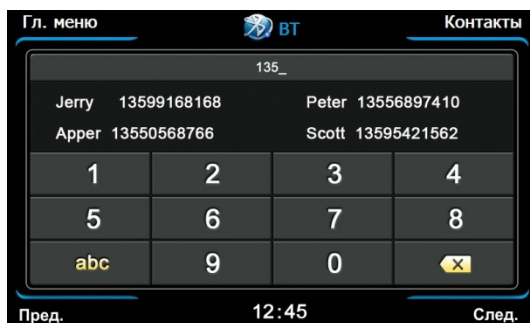 Гл. меню BT Контакты
135_
Jerry 13599168168 Peter 13556897410
Apper 13550568766 Scott 13595421562
1 2 3 4
5 6 7 8
abc 9 0
Пред. 12:45 След.